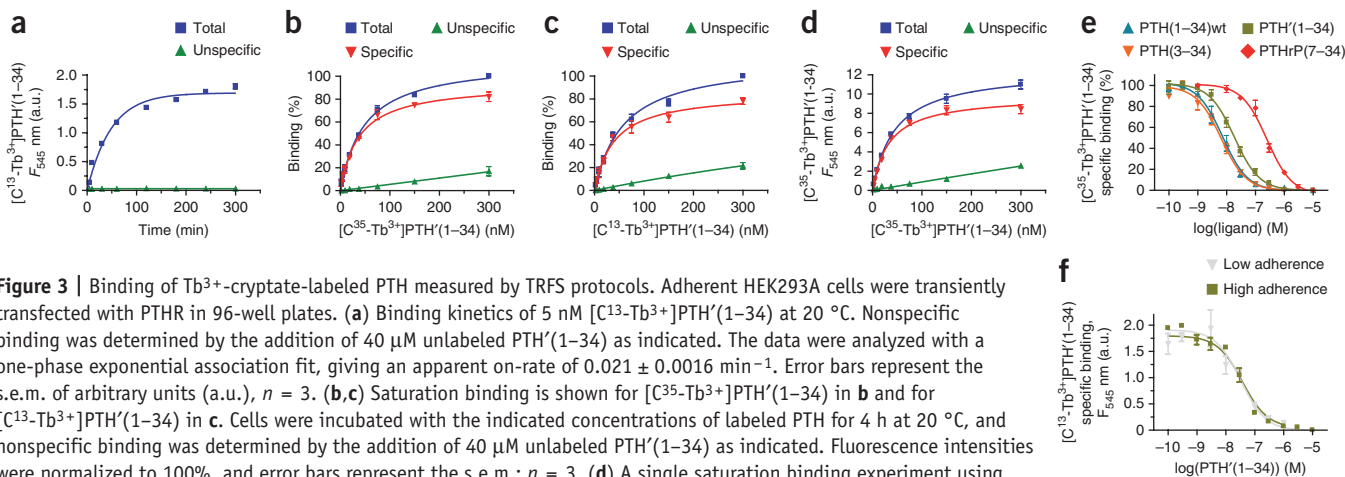 a
Total
Unspecific
[C¹³-Tb³⁺]PTH′(1–34)
F₅₄₅ nm (a.u.)
2.0
1.5
1.0
0.5
0
0 100 200 300
Time (min)
b
Total
Unspecific
Specific
Binding (%)
100
80
60
40
20
0
0 100 200 300
[C³⁵-Tb³⁺]PTH′(1–34) (nM)
c
Total
Unspecific
Specific
Binding (%)
100
80
60
40
20
0
0 100 200 300
[C¹³-Tb³⁺]PTH′(1–34) (nM)
d
Total
Unspecific
Specific
[C³⁵-Tb³⁺]PTH′(1-34)
F₅₄₅ nm (a.u.)
12
10
8
6
4
2
0
0 100 200 300
[C³⁵-Tb³⁺]PTH′(1–34) (nM)
e
PTH(1–34)wt
PTH′(1–34)
PTH(3–34)
PTHrP(7–34)
[C³⁵-Tb³⁺]PTH′(1–34)
specific binding (%)
100
80
60
40
20
0
−10 −9 −8 −7 −6 −5
log(ligand) (M)
f
Low adherence
High adherence
[C¹³-Tb³⁺]PTH′(1–34)
specific binding,
F₅₄₅ nm (a.u.)
2.0
1.5
1.0
0.5
0
−10 −9 −8 −7 −6 −5
log(PTH′(1–34)) (M)
Figure 3 | Binding of Tb³⁺-cryptate-labeled PTH measured by TRFS protocols. Adherent HEK293A cells were transiently
transfected with PTHR in 96-well plates. (a) Binding kinetics of 5 nM [C¹³-Tb³⁺]PTH′(1–34) at 20 °C. Nonspecific
binding was determined by the addition of 40 μM unlabeled PTH′(1–34) as indicated. The data were analyzed with a
one-phase exponential association fit, giving an apparent on-rate of 0.021 ± 0.0016 min⁻¹. Error bars represent the
s.e.m. of arbitrary units (a.u.), n = 3. (b,c) Saturation binding is shown for [C³⁵-Tb³⁺]PTH′(1–34) in b and for
[C¹³-Tb³⁺]PTH′(1–34) in c. Cells were incubated with the indicated concentrations of labeled PTH for 4 h at 20 °C, and
nonspecific binding was determined by the addition of 40 μM unlabeled PTH′(1–34) as indicated. Fluorescence intensities
were normalized to 100%, and error bars represent the s.e.m.; n = 3. (d) A single saturation binding experiment using